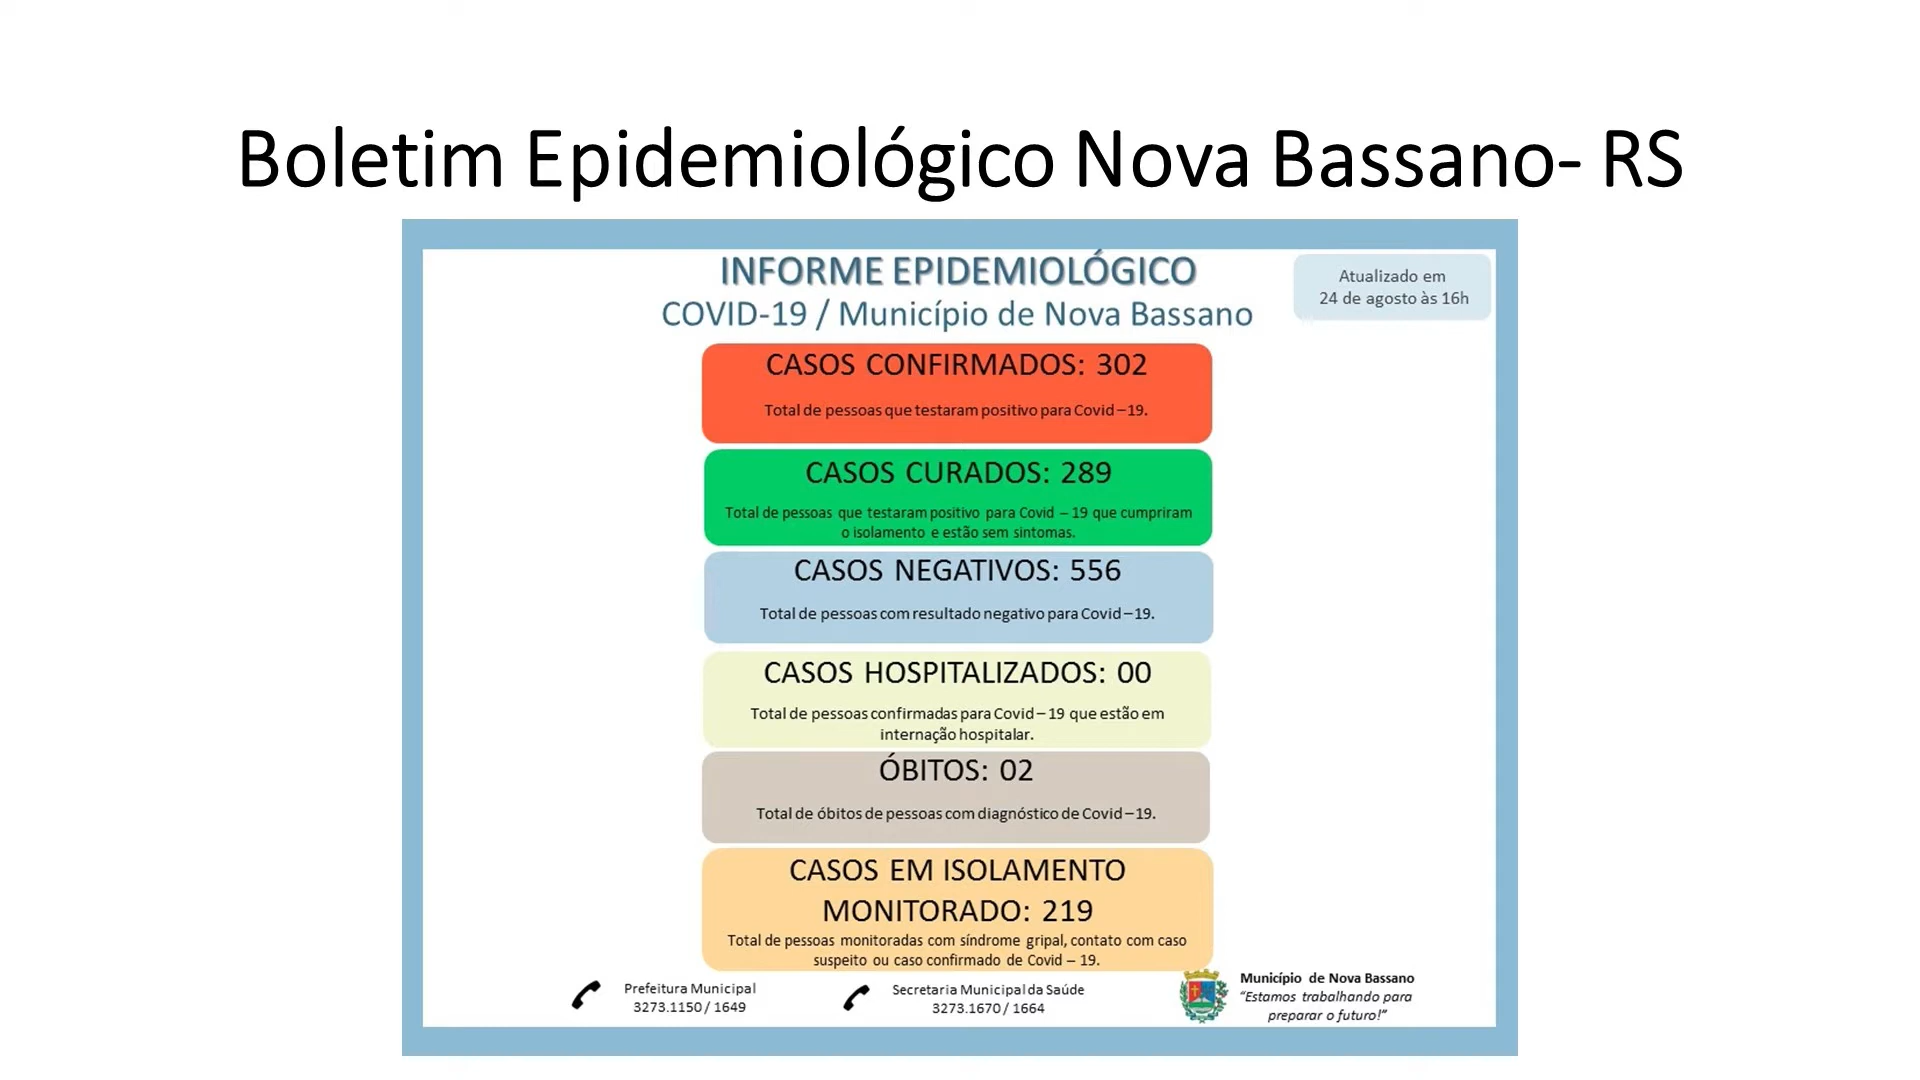 Boletim Epidemiológico Nova Bassano- RS
INFORME EPIDEMIOLÓGICO
COVID-19 / Município de Nova Bassano
Atualizado em
24 de agosto às 16h
CASOS CONFIRMADOS: 302
Total de pessoas que testaram positivo para Covid – 19.
CASOS CURADOS: 289
Total de pessoas que testaram positivo para Covid – 19 que cumpriram
o isolamento e estão sem sintomas.
CASOS NEGATIVOS: 556
Total de pessoas com resultado negativo para Covid – 19.
CASOS HOSPITALIZADOS: 00
Total de pessoas confirmadas para Covid – 19 que estão em
internação hospitalar.
ÓBITOS: 02
Total de óbitos de pessoas com diagnóstico de Covid – 19.
CASOS EM ISOLAMENTO
MONITORADO: 219
Total de pessoas monitoradas com síndrome gripal, contato com caso
suspeito ou caso confirmado de Covid – 19.
Prefeitura Municipal
3273.1150 / 1649
Secretaria Municipal da Saúde
3273.1670 / 1664
Município de Nova Bassano
“Estamos trabalhando para
preparar o futuro!”